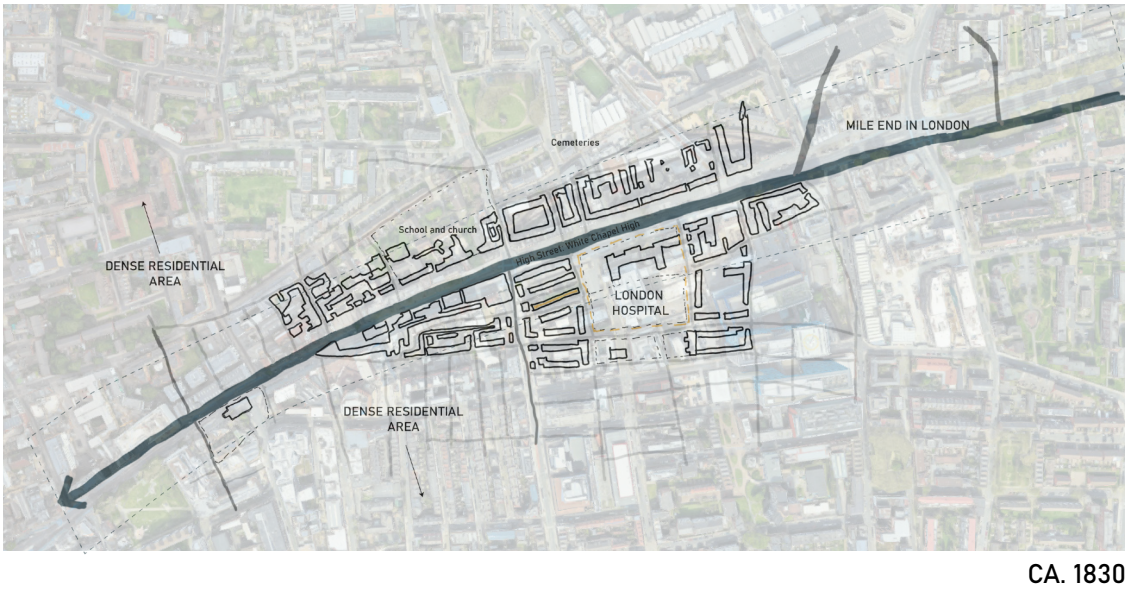 Cemeteries
MILE END IN LONDON
School and church
High Street White Chapel High
DENSE RESIDENTIAL
AREA
LONDON
HOSPITAL
DENSE RESIDENTIAL
AREA
CA. 1830